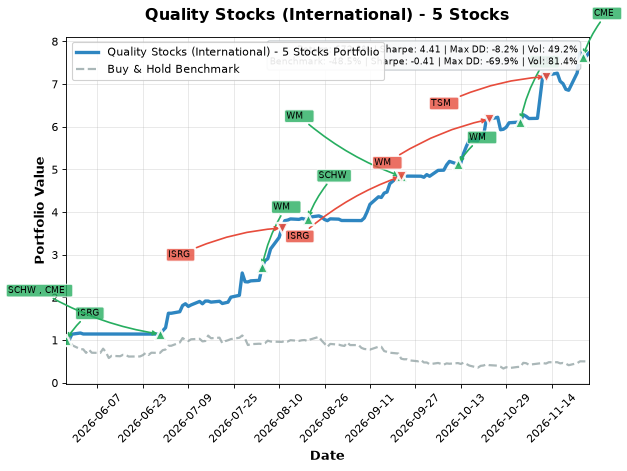 Quality Stocks (International) - 5 Stocks
CME
Quality Stocks (International) - 5 Stocks Portfolio
Buy & Hold Benchmark
Sharpe: 4.41 | Max DD: -8.2% | Vol: 49.2%
Benchmark: -48.5% | Sharpe: -0.41 | Max DD: -69.9% | Vol: 81.4%
TSM
WM
WM
WM
SCHW
WM
ISRG
ISRG
SCHW , CME
ISRG
Portfolio Value
8
7
6
5
4
3
2
1
0
2026-06-07
2026-06-23
2026-07-09
2026-07-25
2026-08-10
2026-08-26
2026-09-11
2026-09-27
2026-10-13
2026-10-29
2026-11-14
Date